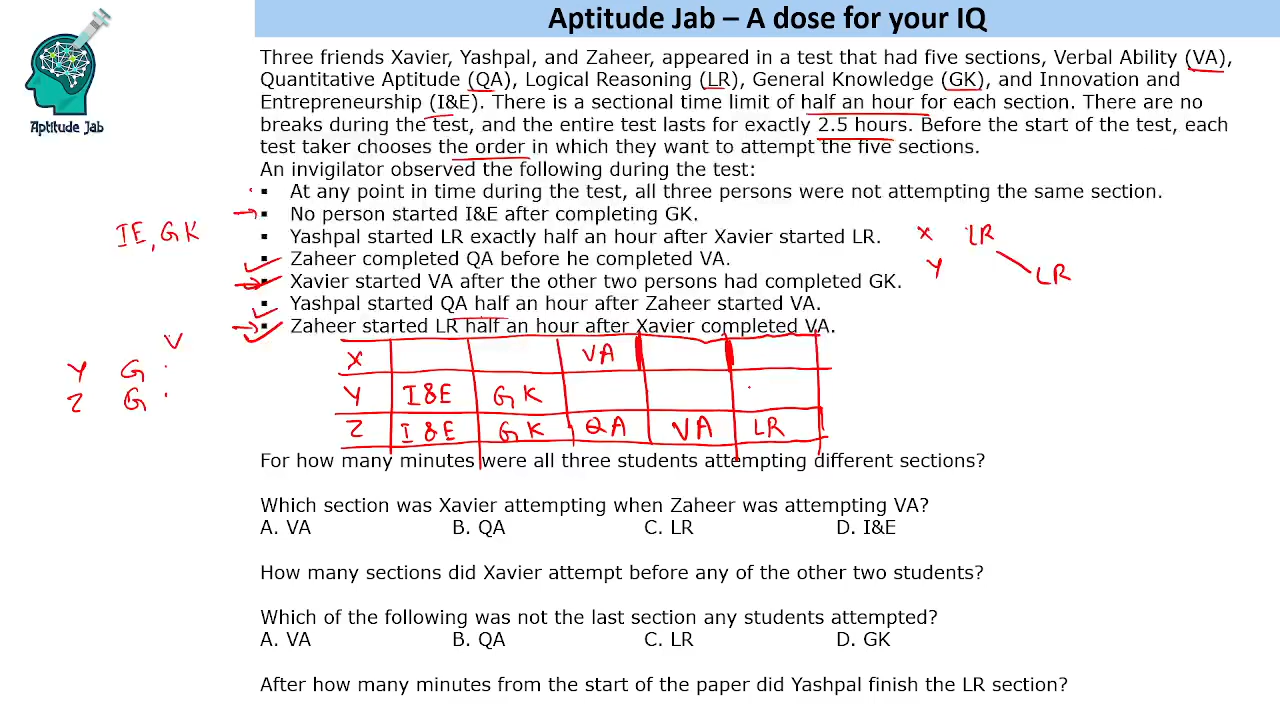 Aptitude Jab – A dose for your IQ
Aptitude Jab
Three friends Xavier, Yashpal, and Zaheer, appeared in a test that had five sections, Verbal Ability (VA),
Quantitative Aptitude (QA), Logical Reasoning (LR), General Knowledge (GK), and Innovation and
Entrepreneurship (I&E). There is a sectional time limit of half an hour for each section. There are no
breaks during the test, and the entire test lasts for exactly 2.5 hours. Before the start of the test, each
test taker chooses the order in which they want to attempt the five sections.
An invigilator observed the following during the test:
▪ At any point in time during the test, all three persons were not attempting the same section.
▪ No person started I&E after completing GK.
▪ Yashpal started LR exactly half an hour after Xavier started LR.
▪ Zaheer completed QA before he completed VA.
▪ Xavier started VA after the other two persons had completed GK.
▪ Yashpal started QA half an hour after Zaheer started VA.
▪ Zaheer started LR half an hour after Xavier completed VA.
IE, GK
X LR
Y LR
V
Y G
Z G
X VA
Y I&E GK
Z I&E GK QA VA LR
For how many minutes were all three students attempting different sections?
Which section was Xavier attempting when Zaheer was attempting VA?
A. VA B. QA C. LR D. I&E
How many sections did Xavier attempt before any of the other two students?
Which of the following was not the last section any students attempted?
A. VA B. QA C. LR D. GK
After how many minutes from the start of the paper did Yashpal finish the LR section?